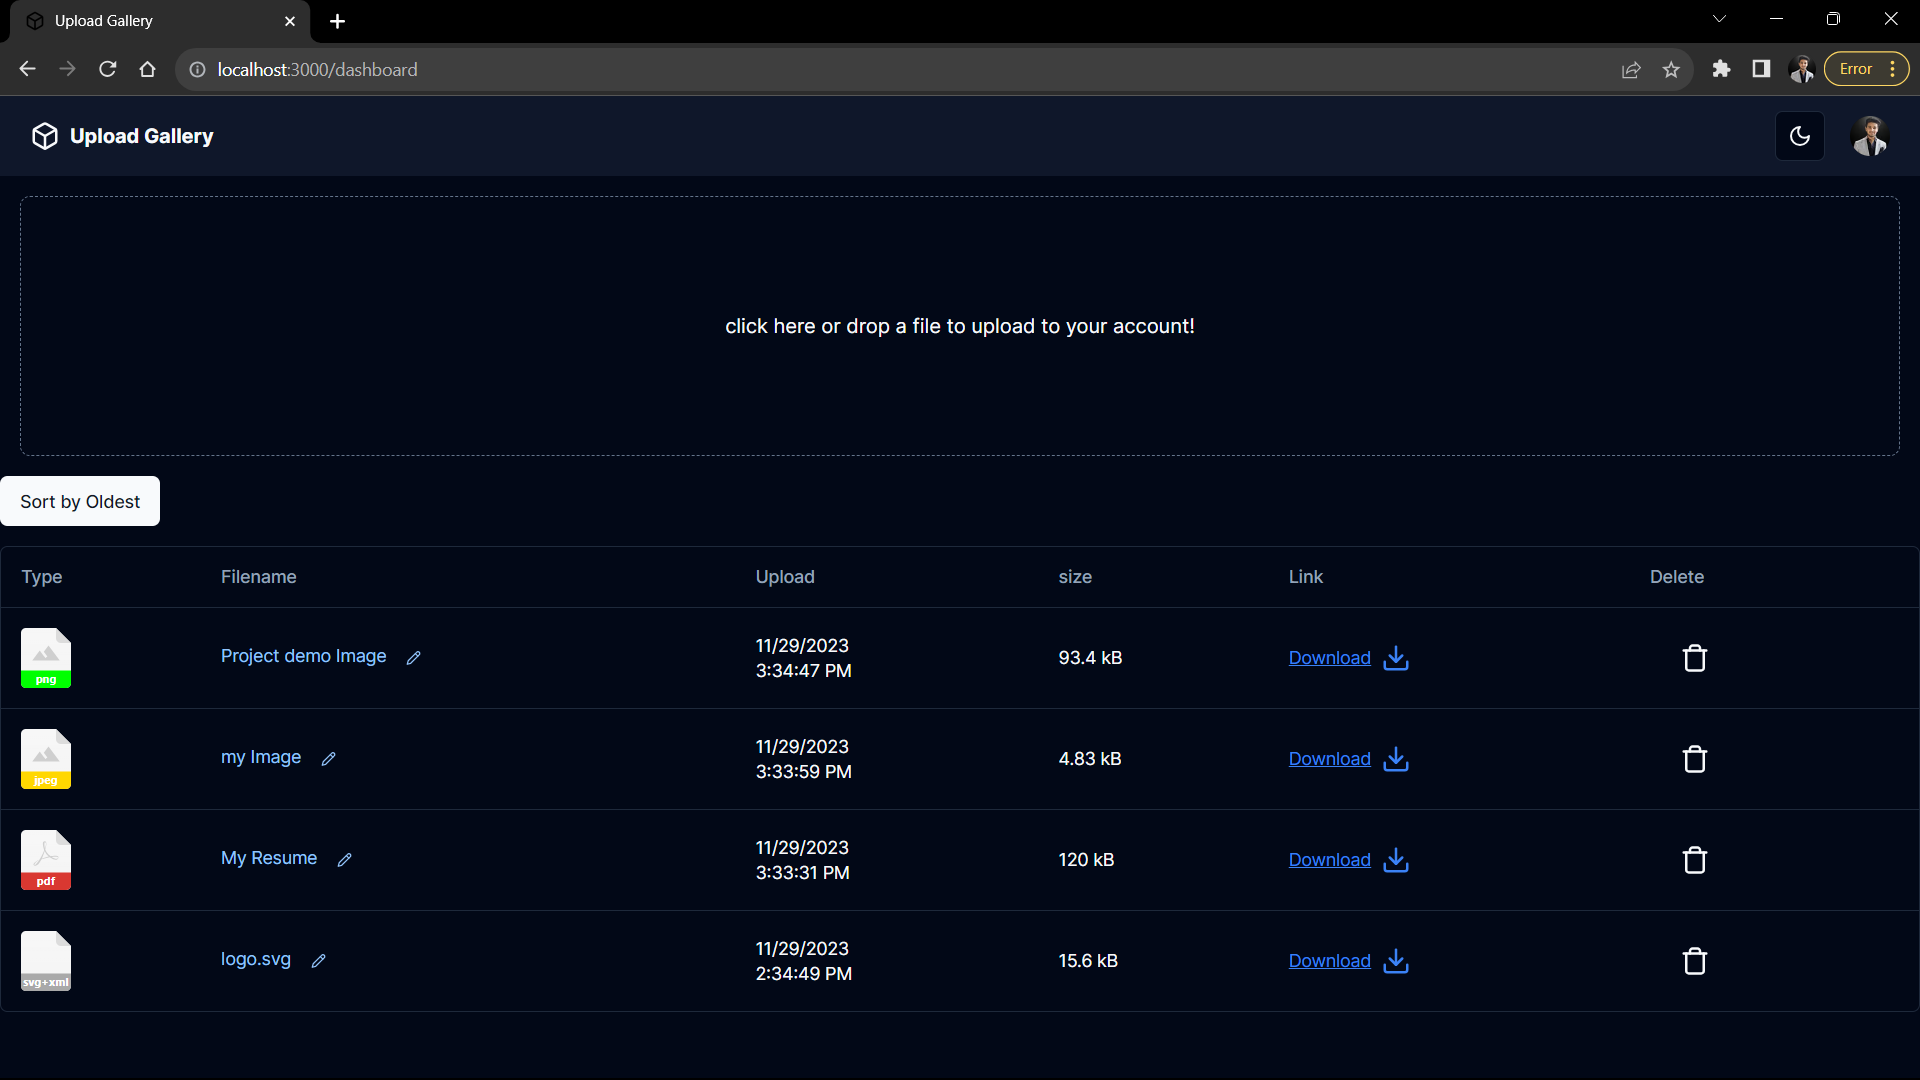 Upload Gallery
localhost:3000/dashboard
Error
Upload Gallery
click here or drop a file to upload to your account!
Sort by Oldest
Type Filename Upload size Link Delete
png
Project demo Image
11/29/2023
3:34:47 PM
93.4 kB
Download
jpeg
my Image
11/29/2023
3:33:59 PM
4.83 kB
Download
pdf
My Resume
11/29/2023
3:33:31 PM
120 kB
Download
svg+xml
logo.svg
11/29/2023
2:34:49 PM
15.6 kB
Download